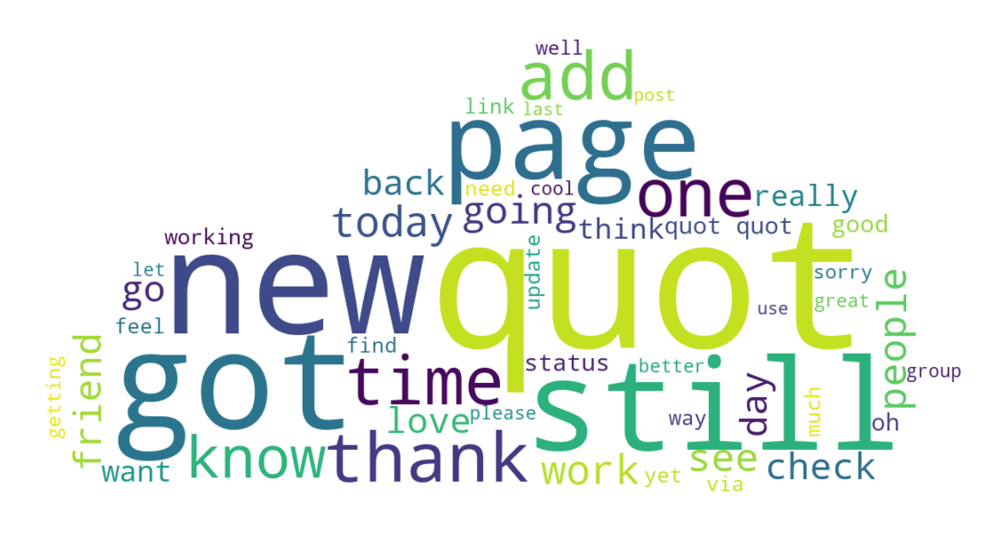 well
add
post
link last
page
back need cool one really
today going think quot quot good
working
new quot update
let
go
sorry
great
use
people
feel
find
got
time status better
still
group
friend
getting
love please way day much oh
know thank
want
work yet see check
via